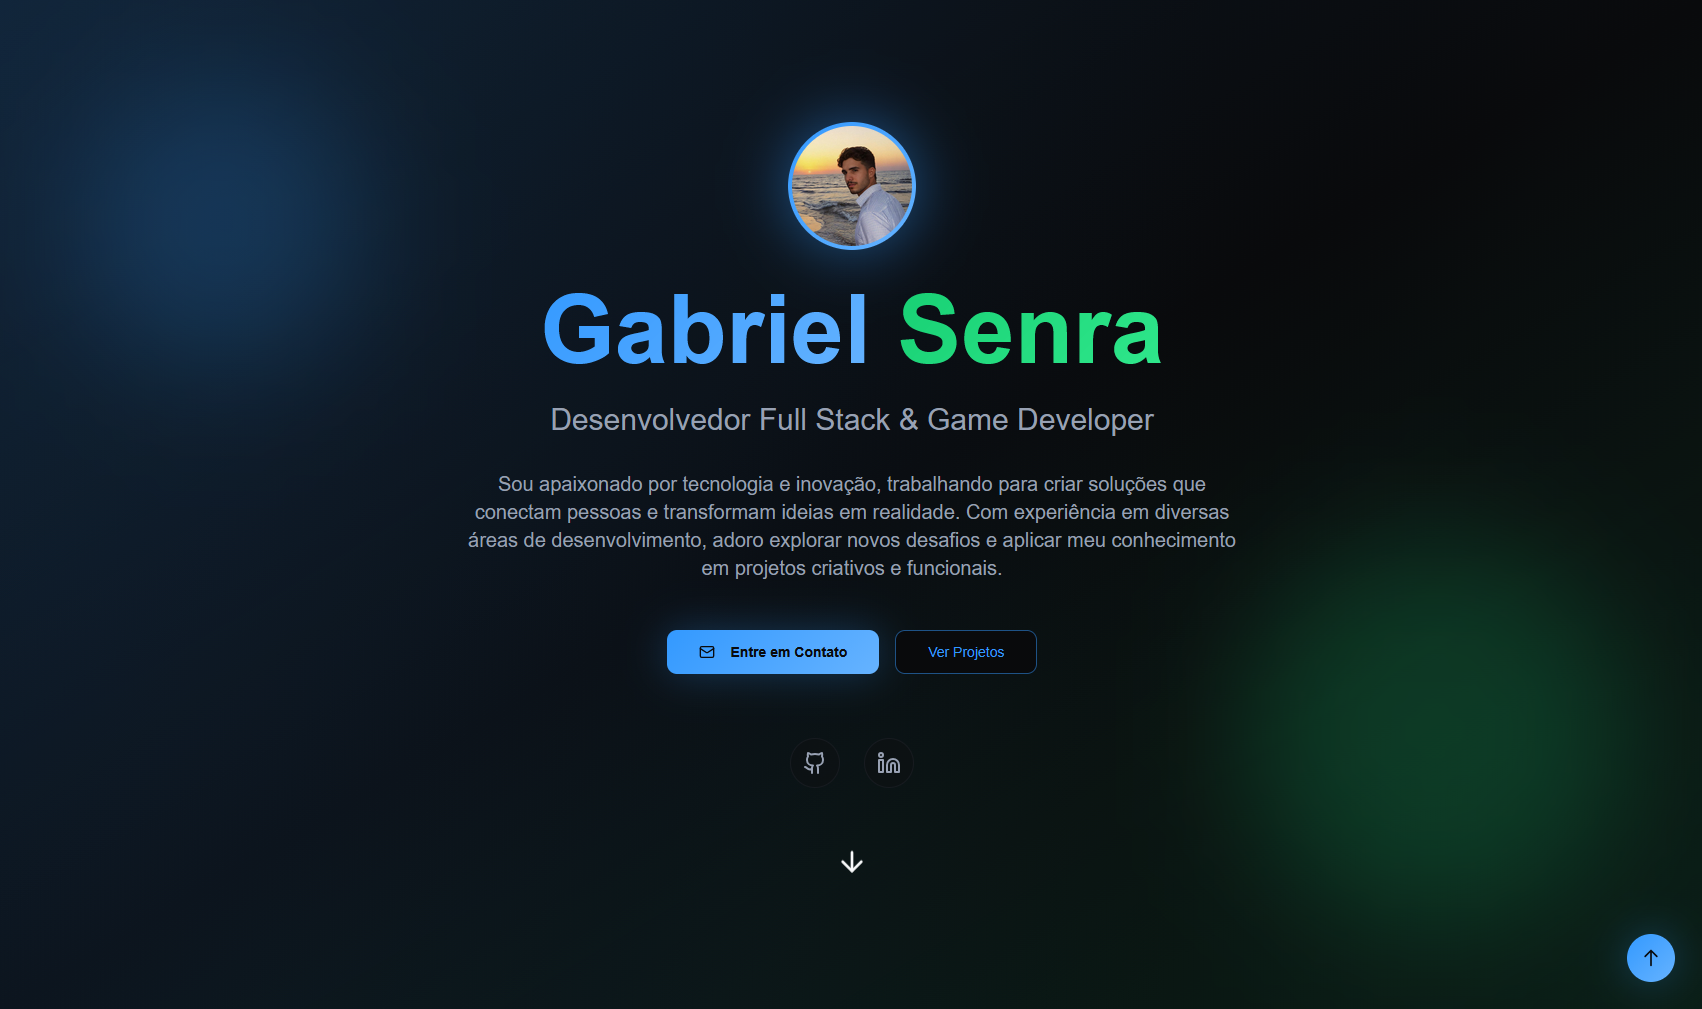 Gabriel Senra
Desenvolvedor Full Stack & Game Developer
Sou apaixonado por tecnologia e inovação, trabalhando para criar soluções que
conectam pessoas e transformam ideias em realidade. Com experiência em diversas
áreas de desenvolvimento, adoro explorar novos desafios e aplicar meu conhecimento
em projetos criativos e funcionais.
Entre em Contato
Ver Projetos